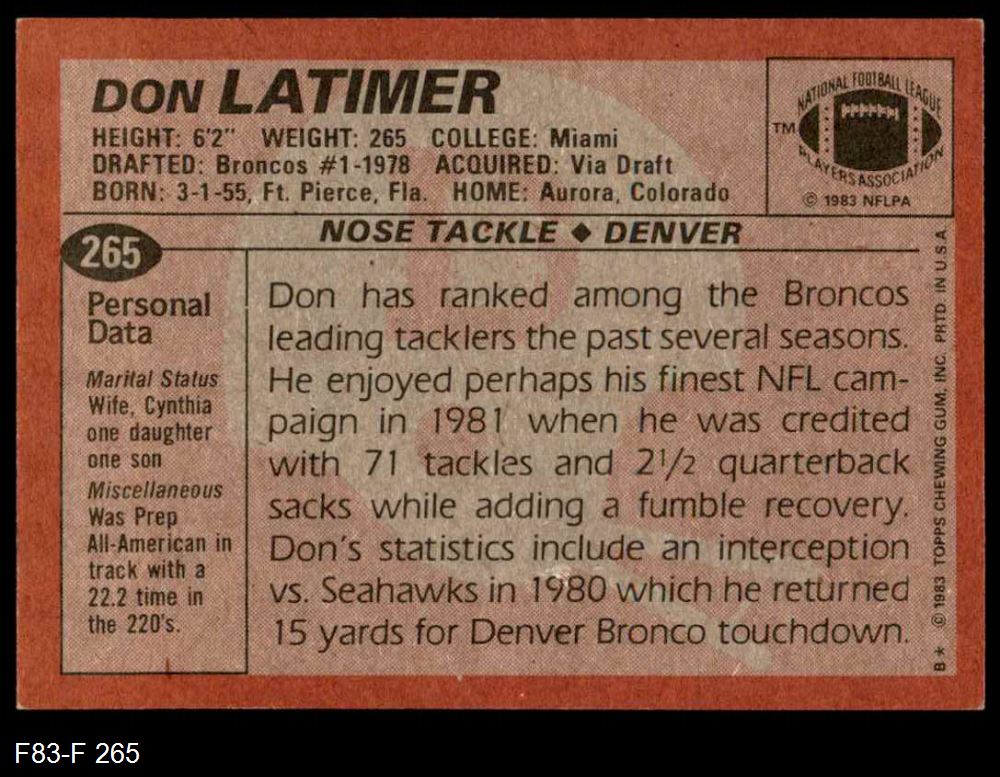 DON LATIMER
HEIGHT: 6'2" WEIGHT: 265 COLLEGE: Miami
DRAFTED: Broncos #1-1978 ACQUIRED: Via Draft
BORN: 3-1-55, Ft. Pierce, Fla. HOME: Aurora, Colorado
NATIONAL FOOTBALL LEAGUE
TM
PLAYERS ASSOCIATION
© 1983 NFLPA
NOSE TACKLE ◆ DENVER
265
Personal
Data
Marital Status
Wife, Cynthia
one daughter
one son
Miscellaneous
Was Prep
All-American in
track with a
22.2 time in
the 220's.
Don has ranked among the Broncos
leading tacklers the past several seasons.
He enjoyed perhaps his finest NFL cam-
paign in 1981 when he was credited
with 71 tackles and 2½ quarterback
sacks while adding a fumble recovery.
Don's statistics include an interception
vs. Seahawks in 1980 which he returned
15 yards for Denver Bronco touchdown.
B* © 1983 TOPPS CHEWING GUM, INC. PRTD. IN U.S.A.
F83-F 265